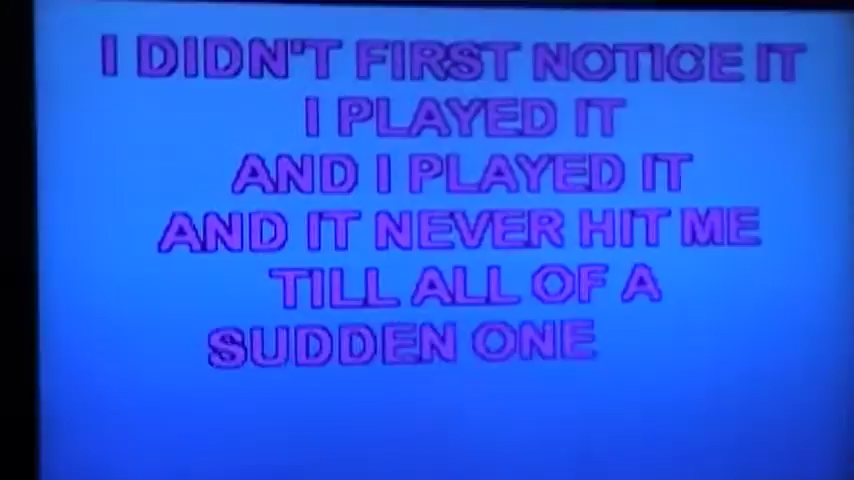 I DIDN'T FIRST NOTICE IT
I PLAYED IT
AND I PLAYED IT
AND IT NEVER HIT ME
TILL ALL OF A
SUDDEN ONE